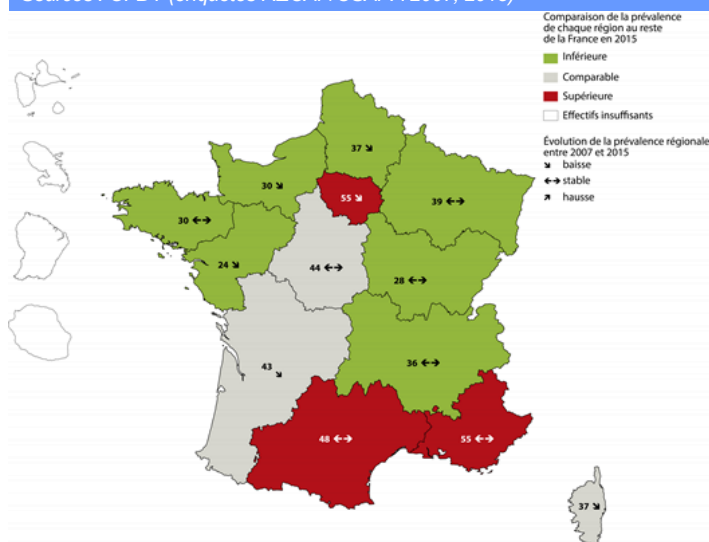 Comparaison de la prévalence
de chaque région au reste
de la France en 2015
Inférieure
Comparable
Supérieure
Effectifs insuffisants
Évolution de la prévalence régionale
entre 2007 et 2015
↘ baisse
↔ stable
↗ hausse
37 ↘
30 ↘
55 ↘
39 ↔
30 ↔
24 ↘
44 ↔
28 ↔
43 ↘
36 ↔
48 ↔
55 ↔
37 ↘